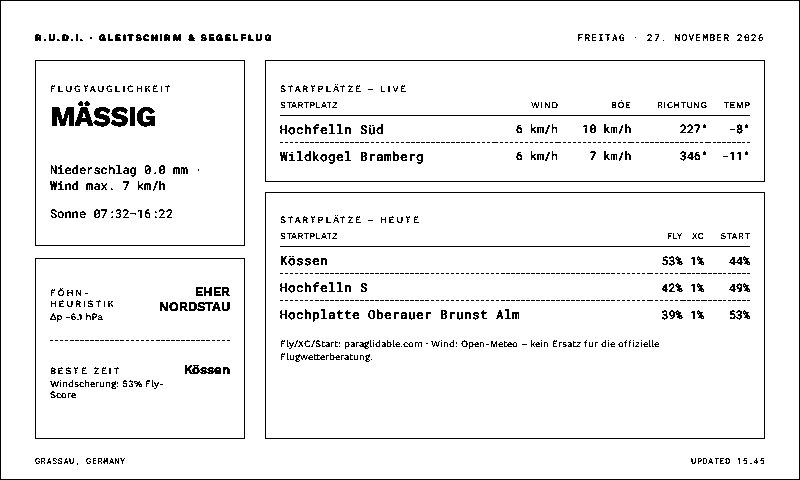 R.U.D.I. · GLEITSCHIRM & SEGELFLUG
FREITAG · 27. NOVEMBER 2026
FLUGTAUGLICHKEIT
MÄSSIG
Niederschlag 0.0 mm ·
Wind max. 7 km/h
Sonne 07:32–16:22
FÖHN-
HEURISTIK
EHER
NORDSTAU
Δp -6.1 hPa
BESTE ZEIT
Kössen
Windscherung: 53% Fly-
Score
STARTPLÄTZE – LIVE
STARTPLATZ WIND BÖE RICHTUNG TEMP
Hochfelln Süd 6 km/h 10 km/h 227° -8°
Wildkogel Bramberg 6 km/h 7 km/h 346° -11°
STARTPLÄTZE – HEUTE
STARTPLATZ FLY XC START
Kössen 53% 1% 44%
Hochfelln S 42% 1% 49%
Hochplatte Oberauer Brunst Alm 39% 1% 53%
Fly/XC/Start: paraglidable.com · Wind: Open-Meteo – kein Ersatz für die offizielle
Flugwetterberatung.
GRASSAU, GERMANY
UPDATED 15.45